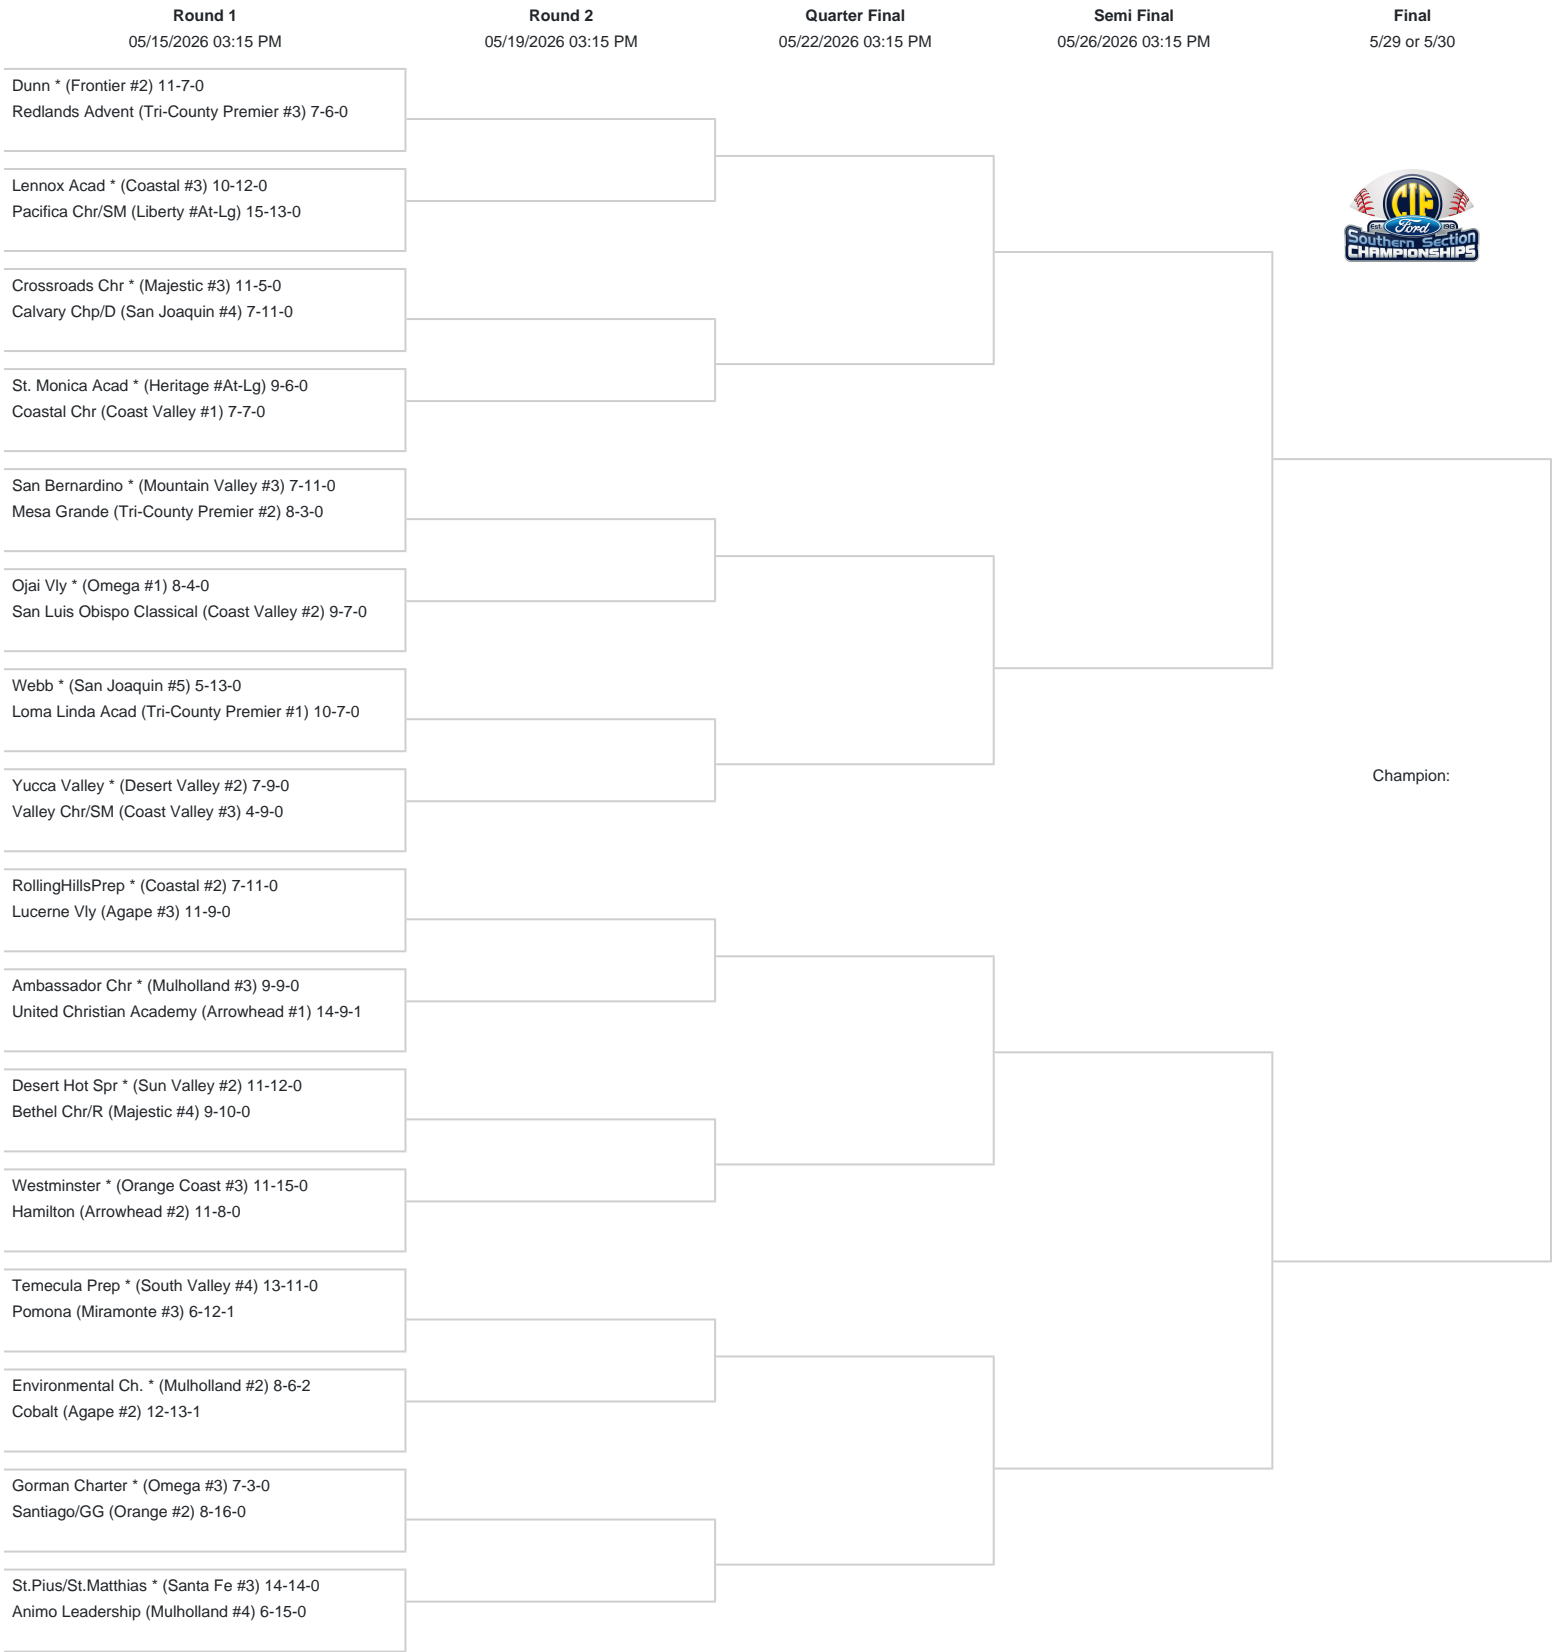 Round 1
05/15/2026 03:15 PM
Round 2
05/19/2026 03:15 PM
Quarter Final
05/22/2026 03:15 PM
Semi Final
05/26/2026 03:15 PM
Final
5/29 or 5/30
Dunn * (Frontier #2) 11-7-0
Redlands Advent (Tri-County Premier #3) 7-6-0
Lennox Acad * (Coastal #3) 10-12-0
Pacifica Chr/SM (Liberty #At-Lg) 15-13-0
Crossroads Chr * (Majestic #3) 11-5-0
Calvary Chp/D (San Joaquin #4) 7-11-0
St. Monica Acad * (Heritage #At-Lg) 9-6-0
Coastal Chr (Coast Valley #1) 7-7-0
San Bernardino * (Mountain Valley #3) 7-11-0
Mesa Grande (Tri-County Premier #2) 8-3-0
Ojai Vly * (Omega #1) 8-4-0
San Luis Obispo Classical (Coast Valley #2) 9-7-0
Webb * (San Joaquin #5) 5-13-0
Loma Linda Acad (Tri-County Premier #1) 10-7-0
Yucca Valley * (Desert Valley #2) 7-9-0
Valley Chr/SM (Coast Valley #3) 4-9-0
RollingHillsPrep * (Coastal #2) 7-11-0
Lucerne Vly (Agape #3) 11-9-0
Ambassador Chr * (Mulholland #3) 9-9-0
United Christian Academy (Arrowhead #1) 14-9-1
Desert Hot Spr * (Sun Valley #2) 11-12-0
Bethel Chr/R (Majestic #4) 9-10-0
Westminster * (Orange Coast #3) 11-15-0
Hamilton (Arrowhead #2) 11-8-0
Temecula Prep * (South Valley #4) 13-11-0
Pomona (Miramonte #3) 6-12-1
Environmental Ch. * (Mulholland #2) 8-6-2
Cobalt (Agape #2) 12-13-1
Gorman Charter * (Omega #3) 7-3-0
Santiago/GG (Orange #2) 8-16-0
St.Pius/St.Matthias * (Santa Fe #3) 14-14-0
Animo Leadership (Mulholland #4) 6-15-0
CIF
Est. 1913
Ford
Southern Section
CHAMPIONSHIPS
Champion: